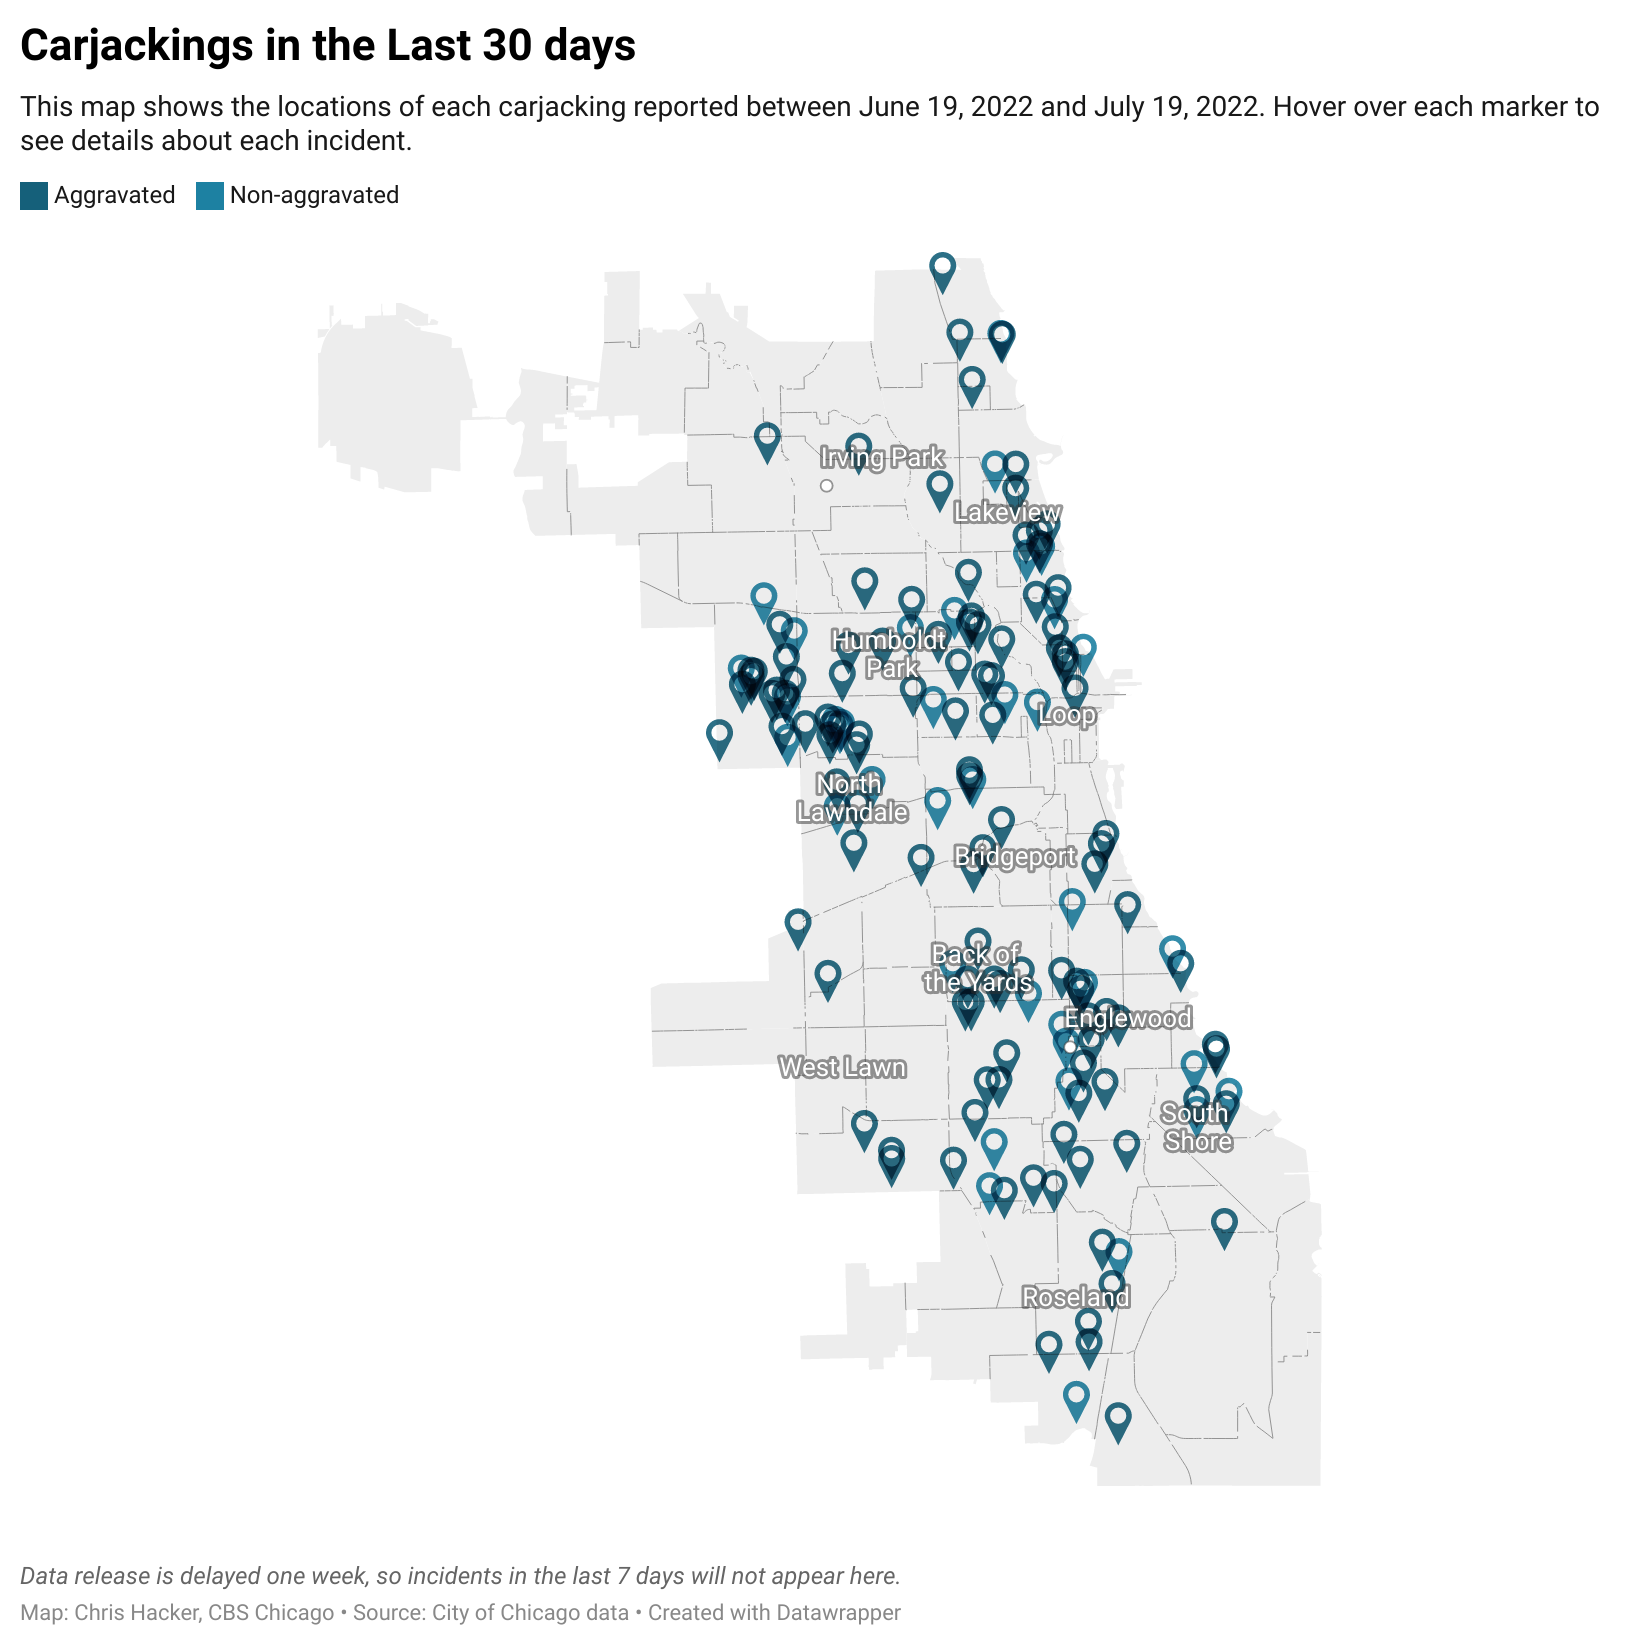 Carjackings in the Last 30 days
This map shows the locations of each carjacking reported between June 19, 2022 and July 19, 2022. Hover over each marker to
see details about each incident.
Aggravated Non-aggravated
Irving Park
Lakeview
Humboldt
Park
Loop
North
Lawndale
Bridgeport
Back of
the Yards
Englewood
West Lawn
South
Shore
Roseland
Data release is delayed one week, so incidents in the last 7 days will not appear here.
Map: Chris Hacker, CBS Chicago • Source: City of Chicago data • Created with Datawrapper